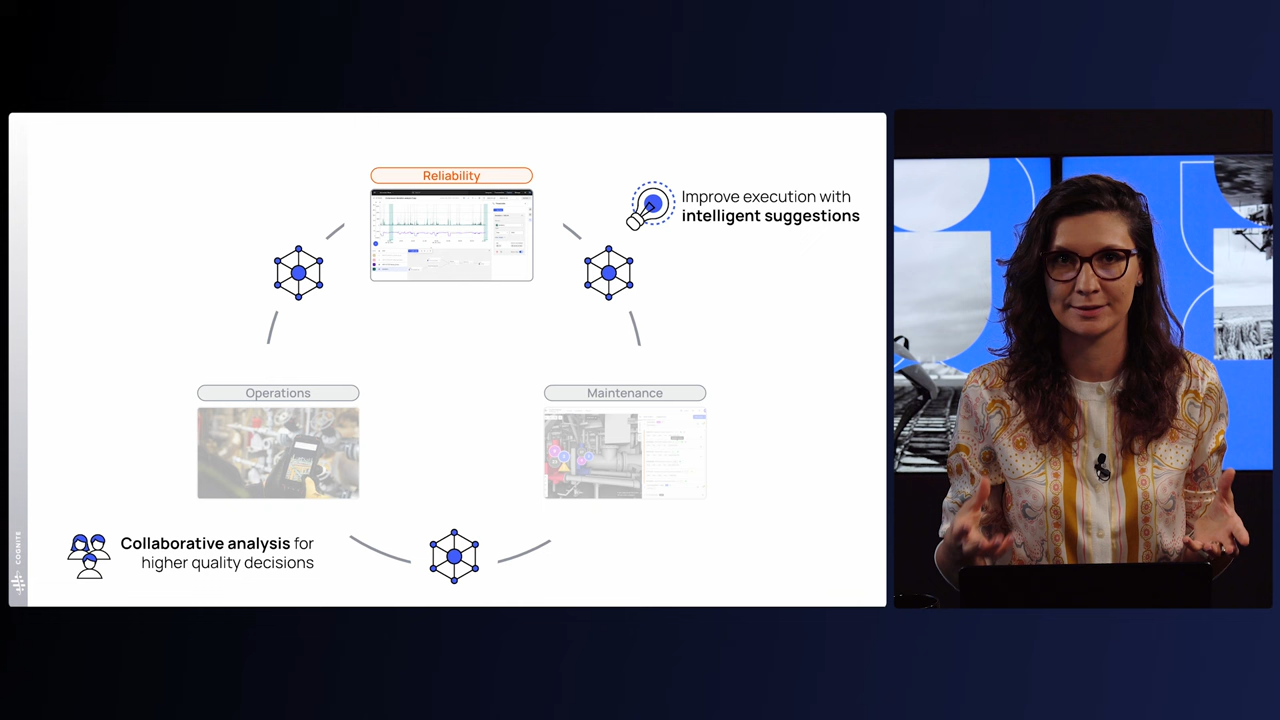 Reliability
Improve execution with
intelligent suggestions
Operations
Maintenance
Collaborative analysis for
higher quality decisions
COGNITE